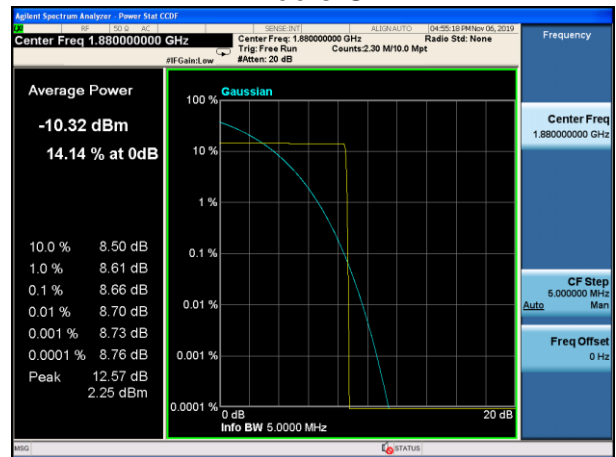 Agilent Spectrum Analyzer - Power Stat CCDF
RF 50 Ω AC SENSE:INT ALIGNAUTO 04:55:18 PM Nov 06, 2019
Center Freq 1.880000000 GHz
Center Freq: 1.880000000 GHz Radio Std: None
Trig: Free Run Counts:2.30 M/10.0 Mpt
#IFGain:Low #Atten: 20 dB
Frequency
Average Power
-10.32 dBm
14.14 % at 0dB
10.0 % 8.50 dB
1.0 % 8.61 dB
0.1 % 8.66 dB
0.01 % 8.70 dB
0.001 % 8.73 dB
0.0001 % 8.76 dB
Peak 12.57 dB
2.25 dBm
Gaussian
100 %
10 %
1 %
0.1 %
0.01 %
0.001 %
0.0001 %
0 dB 20 dB
Info BW 5.0000 MHz
Center Freq
1.880000000 GHz
CF Step
5.000000 MHz
Auto Man
Freq Offset
0 Hz
MSG STATUS